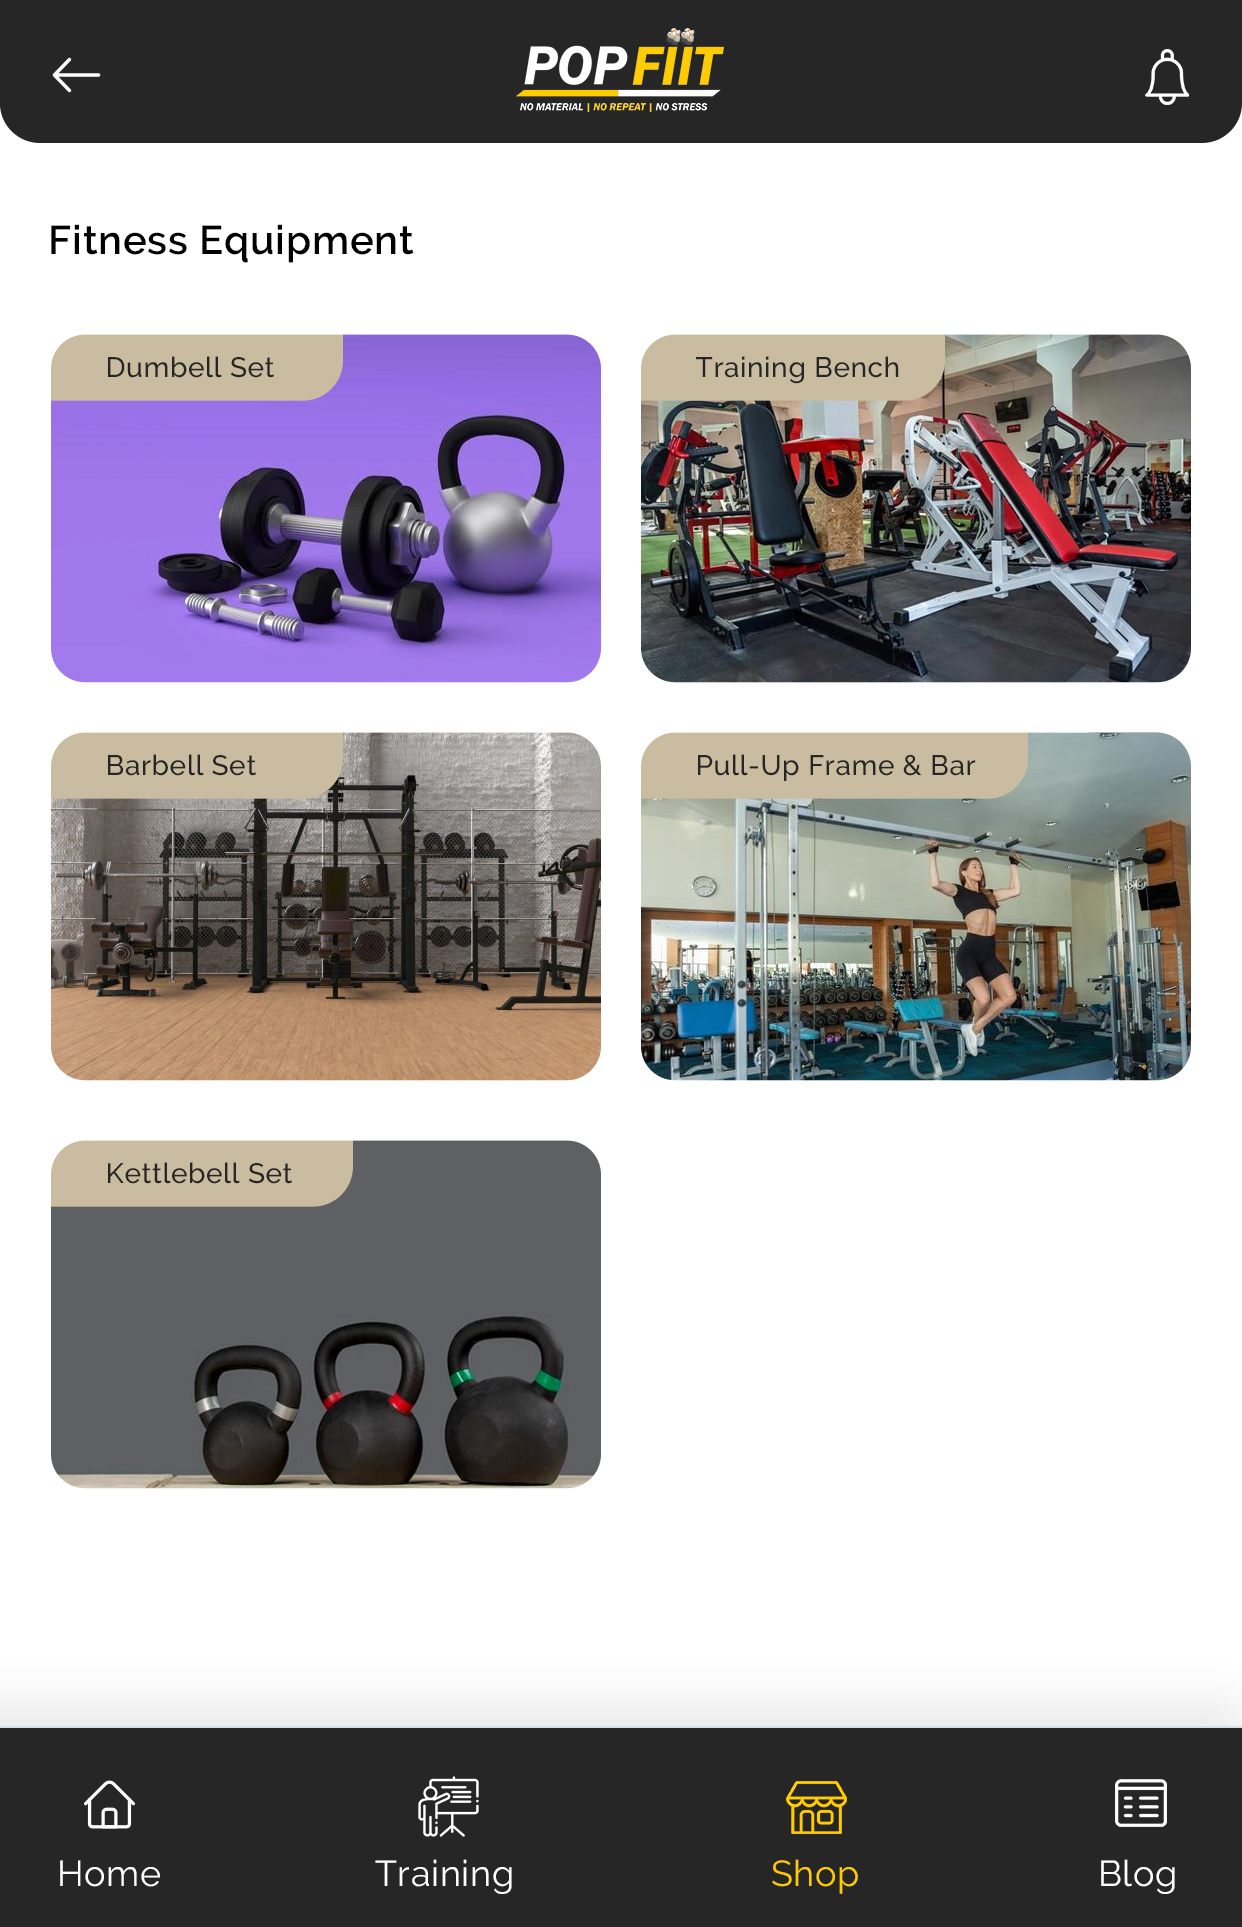 POP FIIT
NO MATERIAL | NO REPEAT | NO STRESS
Fitness Equipment
Dumbell Set
Training Bench
Barbell Set
Pull-Up Frame & Bar
Kettlebell Set
Home
Training
Shop
Blog